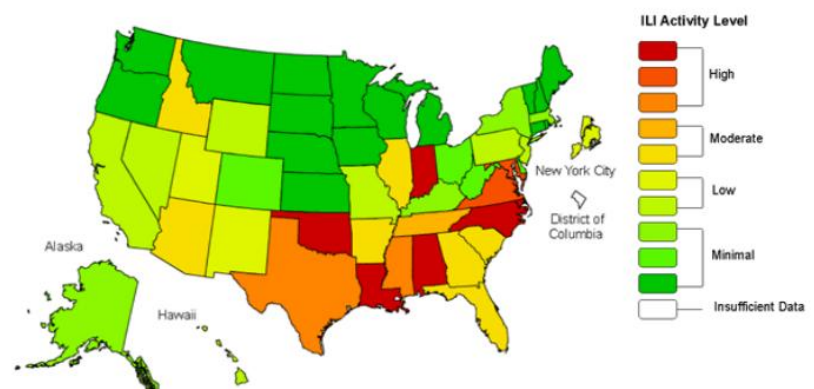 ILI Activity Level
High
Moderate
New York City
Low
District of
Columbia
Alaska
Minimal
Hawaii
Insufficient Data